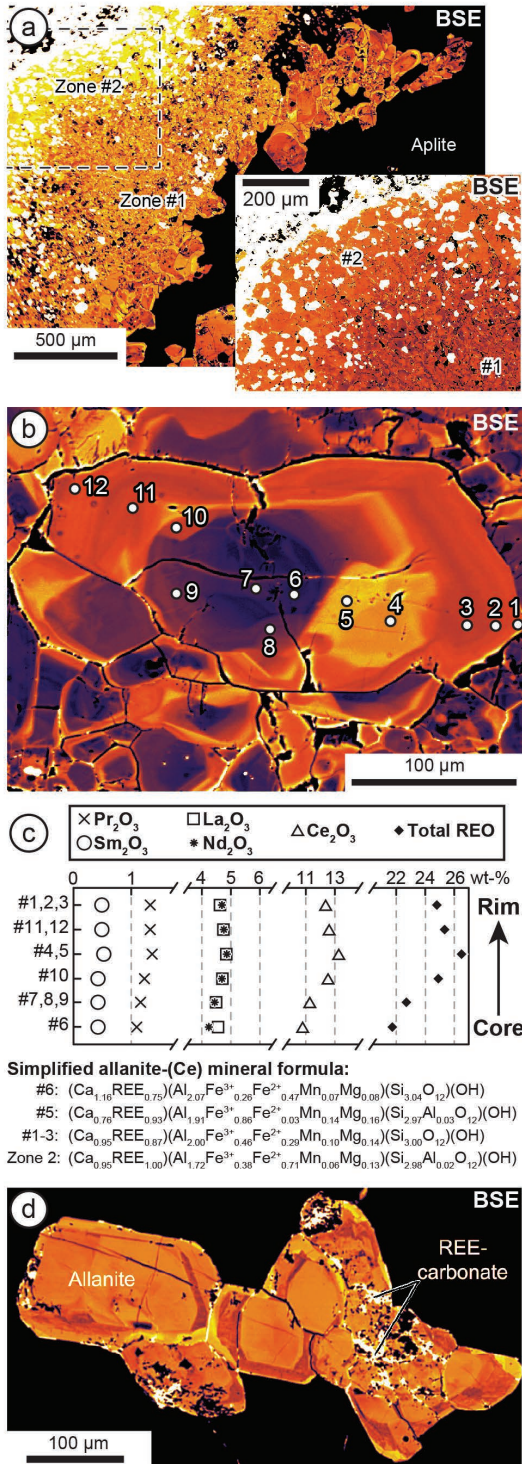 a
BSE
Zone #2
Aplite
Zone #1
200 µm
BSE
#2
500 µm
#1
b
BSE
12
11
10
7
6
9
5
4
3
2
1
8
100 µm
c
Pr₂O₃
La₂O₃
Ce₂O₃
Total REO
Sm₂O₃
Nd₂O₃
0 1 4 5 6 11 13 22 24 26 wt-%
#1,2,3
Rim
#11,12
#4,5
#10
#7,8,9
#6
Core
Simplified allanite-(Ce) mineral formula:
#6: (Ca₁.₁₆REE₀.₇₅)(Al₂.₀₇Fe³⁺₀.₂₆Fe²⁺₀.₄₇Mn₀.₀₇Mg₀.₀₈)(Si₃.₀₄O₁₂)(OH)
#5: (Ca₀.₇₆REE₀.₉₃)(Al₁.₉₁Fe³⁺₀.₈₆Fe²⁺₀.₀₃Mn₀.₁₄Mg₀.₁₆)(Si₂.₉₇Al₀.₀₃O₁₂)(OH)
#1-3: (Ca₀.₉₅REE₀.₈₇)(Al₂.₀₀Fe³⁺₀.₄₆Fe²⁺₀.₂₉Mn₀.₁₀Mg₀.₁₄)(Si₃.₀₀O₁₂)(OH)
Zone 2: (Ca₀.₉₅REE₁.₀₀)(Al₁.₇₂Fe³⁺₀.₃₈Fe²⁺₀.₇₁Mn₀.₀₆Mg₀.₁₃)(Si₂.₉₈Al₀.₀₂O₁₂)(OH)
d
BSE
REE-
carbonate
Allanite
100 µm